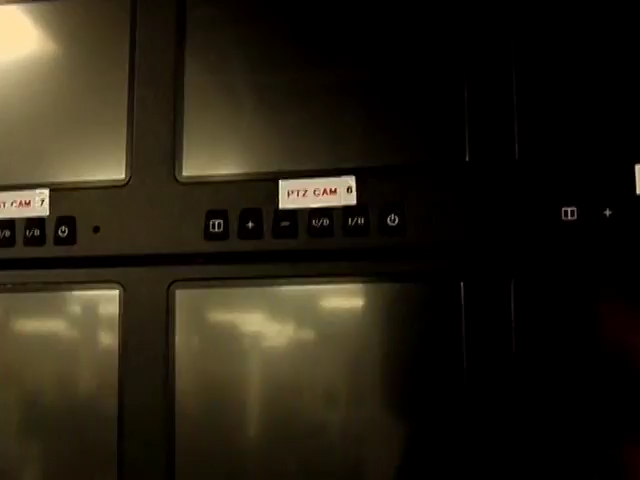 CAM 7
PTZ CAM 6
I/D
+
−
U/D
I/D
+